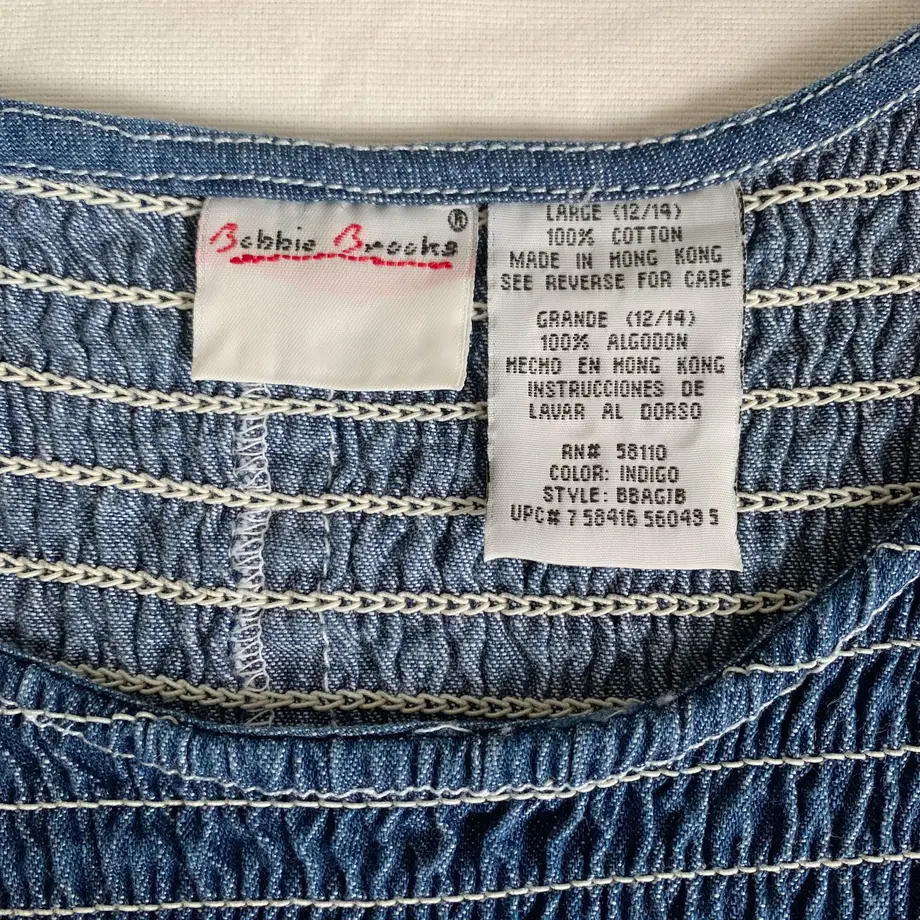 Bobbie Brooks®
LARGE (12/14)
100% COTTON
MADE IN HONG KONG
SEE REVERSE FOR CARE
GRANDE (12/14)
100% ALGODON
HECHO EN HONG KONG
INSTRUCCIONES DE
LAVAR AL DORSO
RN# 58110
COLOR: INDIGO
STYLE: BBAG7B
UPC# 7 58416 56049 5